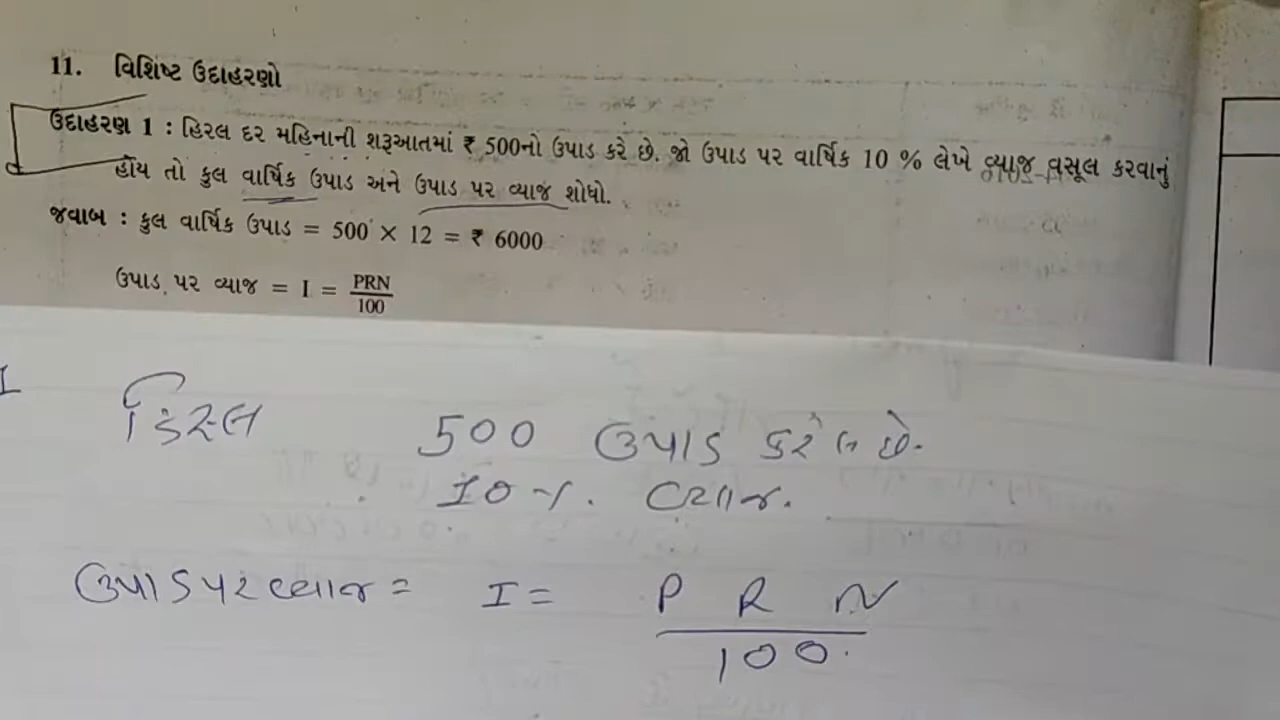 11. વિશિષ્ટ ઉદાહરણો
ઉદાહરણ 1 : હિરલ દર મહિનાની શરૂઆતમાં ₹ 500નો ઉપાડ કરે છે. જો ઉપાડ પર વાર્ષિક 10 % લેખે વ્યાજ વસૂલ કરવાનું
હોય તો કુલ વાર્ષિક ઉપાડ અને ઉપાડ પર વ્યાજ શોધો.
જવાબ : કુલ વાર્ષિક ઉપાડ = 500 × 12 = ₹ 6000
ઉપાડ પર વ્યાજ = I = PRN
100
હિરલ 500 ઉપાડ કરેલ છે.
10 %. વ્યાજ.
ઉપાડ પર વ્યાજ = I = P R N
100.